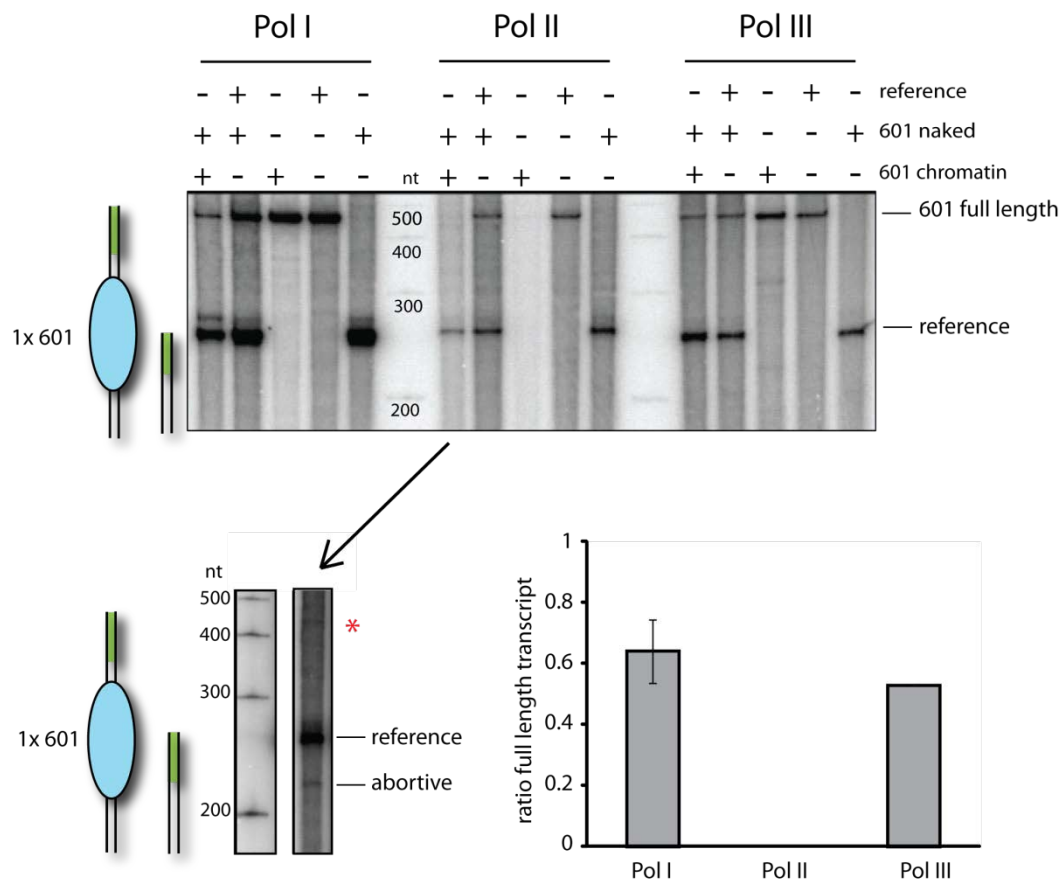 Pol I Pol II Pol III
- + - + - - + - + - - + - + - reference
+ + - - + + + - - + + + - - + 601 naked
+ - + - - nt + - + - - + - + - - 601 chromatin
500 601 full length
400
300
reference
1x 601
200
nt
500
400 *
300
reference
1x 601
abortive
200
ratio full length transcript
1
0.8
0.6
0.4
0.2
0
Pol I Pol II Pol III